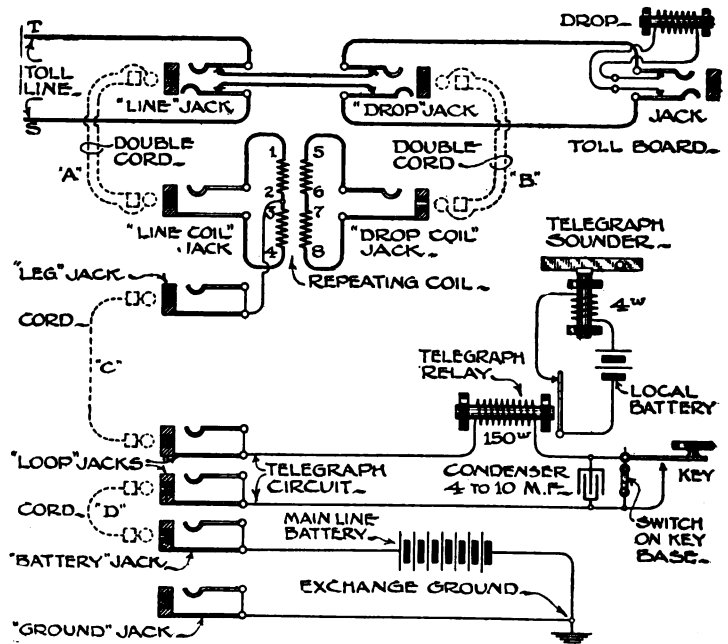 T
TOLL
LINE
S
DROP
"LINE" JACK
"DROP" JACK
JACK
TOLL BOARD
DOUBLE
CORD
"A"
DOUBLE
CORD
"B"
1
2
3
4
5
6
7
8
"LINE COIL"
JACK
"DROP COIL"
JACK
REPEATING COIL
"LEG" JACK
CORD
"C"
TELEGRAPH
SOUNDER
4ω
TELEGRAPH
RELAY
150ω
LOCAL
BATTERY
KEY
"LOOP" JACKS
TELEGRAPH
CIRCUIT
CONDENSER
4 TO 10 M.F.
SWITCH
ON KEY
BASE
CORD
"D"
MAIN LINE
BATTERY
"BATTERY" JACK
EXCHANGE GROUND
"GROUND" JACK